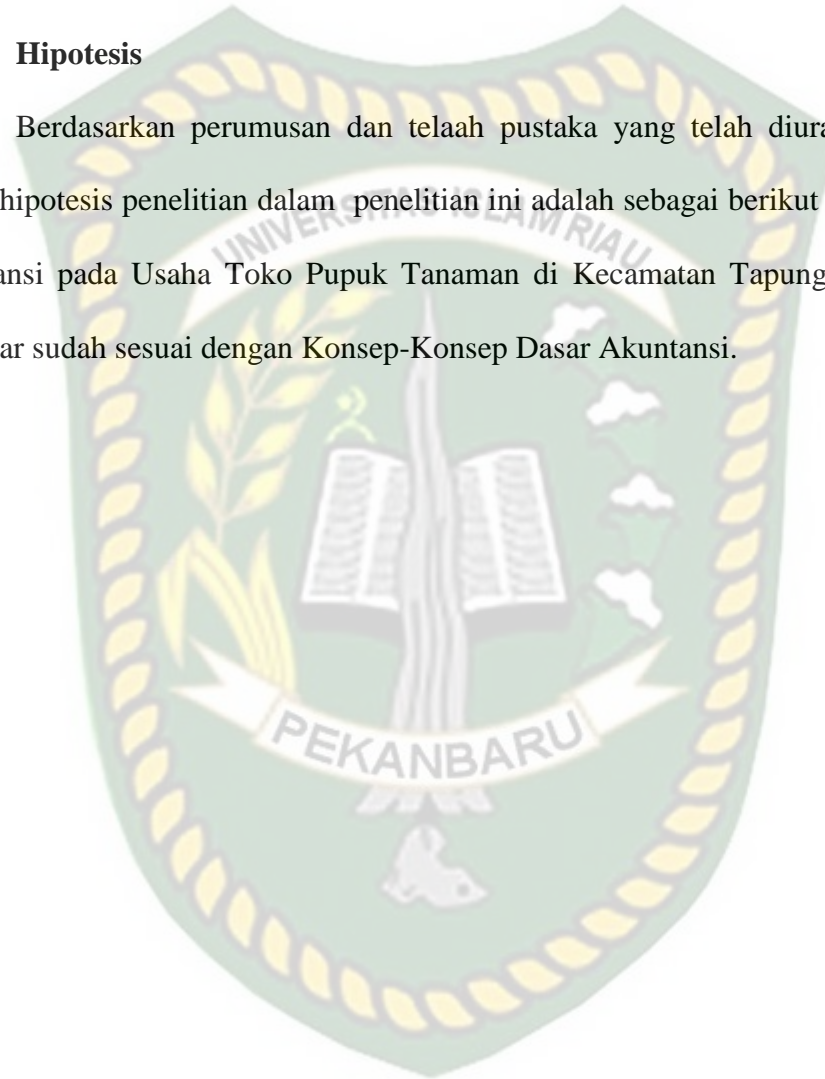 Hipotesis
Berdasarkan perumusan dan telaah pustaka yang telah diura
hipotesis penelitian dalam penelitian ini adalah sebagai berikut
ansi pada Usaha Toko Pupuk Tanaman di Kecamatan Tapung
ar sudah sesuai dengan Konsep-Konsep Dasar Akuntansi.
UNIVERSITAS ISLAM RIAU
PEKANBARU